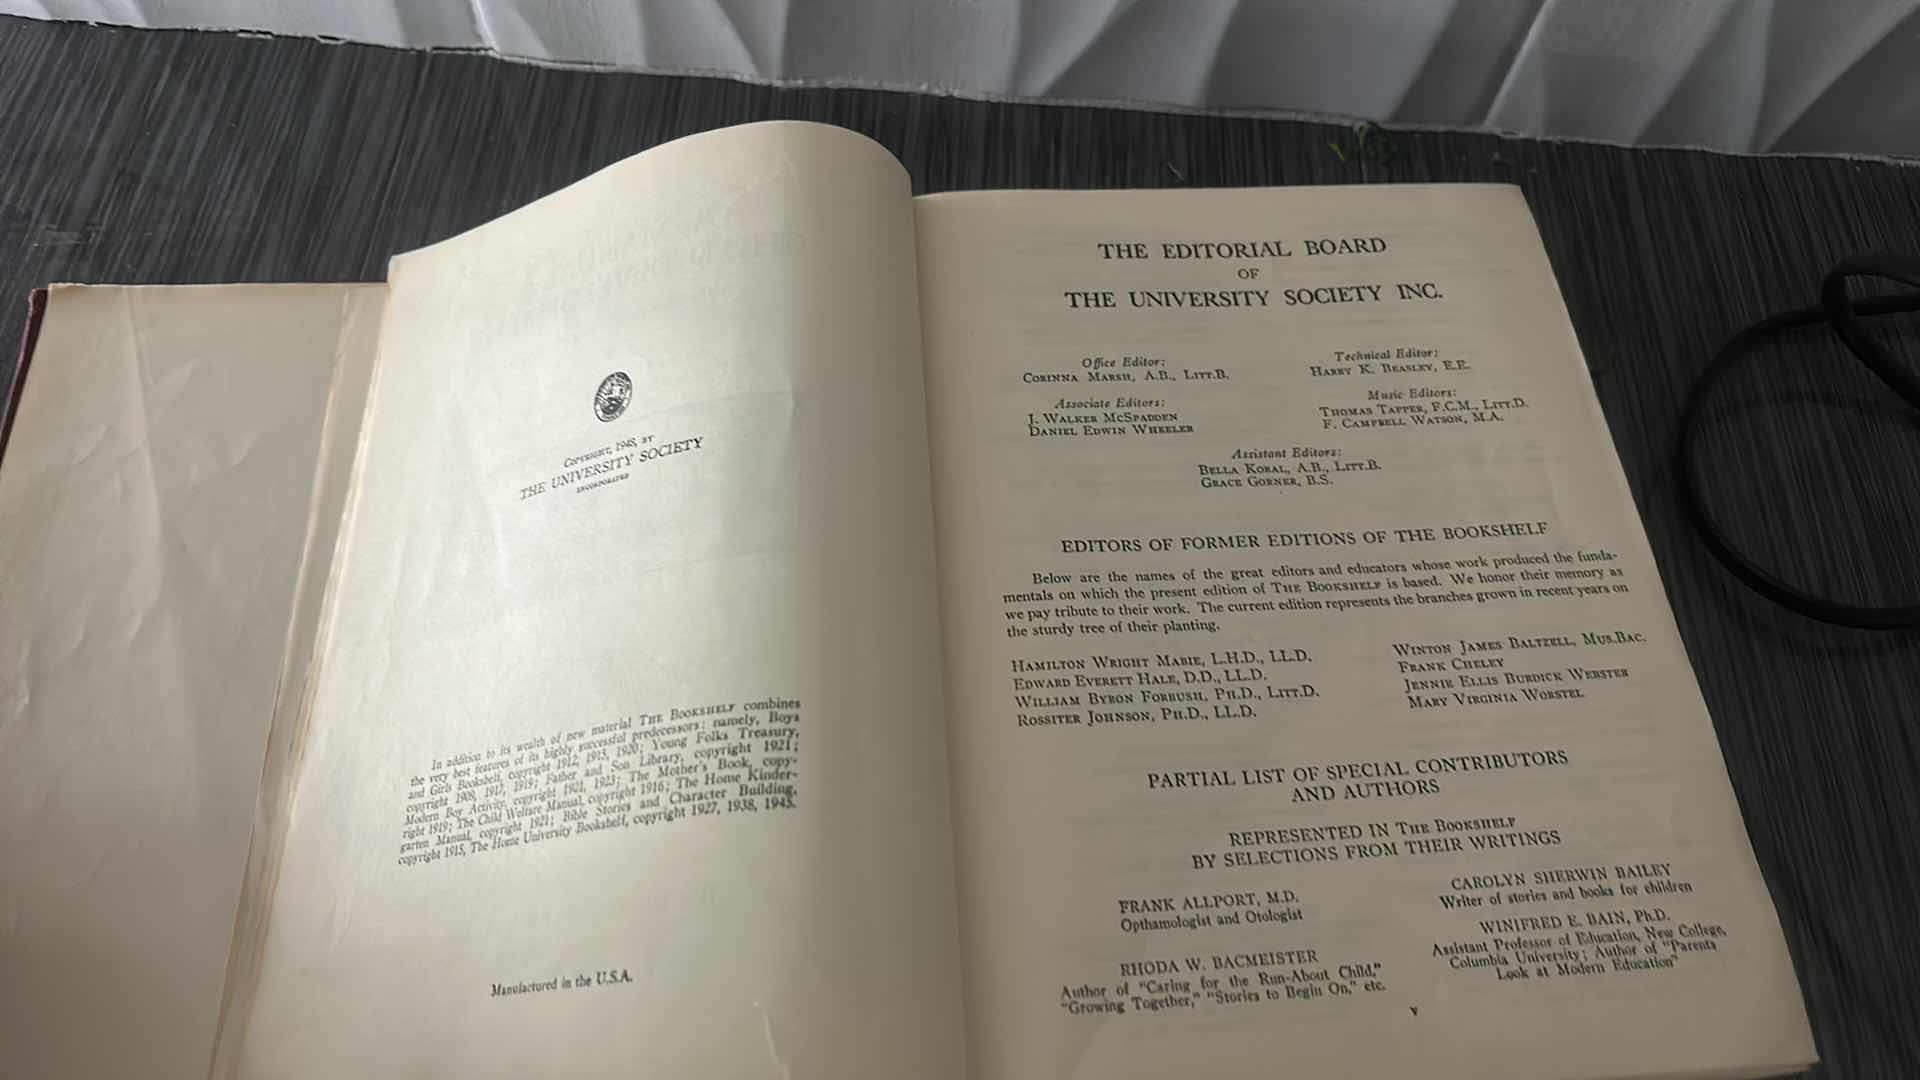 Copyright, 1945, by
THE UNIVERSITY SOCIETY
INCORPORATED
In addition to its wealth of new material The Bookshelf combines
the very best features of its highly successful predecessors: namely, Boys
and Girls Bookshelf, copyright 1912, 1915, 1920; Young Folks Treasury,
copyright 1909, 1917, 1919; Father and Son Library, copyright 1921;
Modern Boy Activity, copyright 1921, 1923; The Mother's Book, copy-
right 1919; The Child Welfare Manual, copyright 1916; The Home Kinder-
garten Manual, copyright 1921; Bible Stories and Character Building,
copyright 1915, The Home University Bookshelf, copyright 1927, 1938, 1945.
Manufactured in the U.S.A.
THE EDITORIAL BOARD
OF
THE UNIVERSITY SOCIETY INC.
Office Editor:
Corinna Marsh, A.B., Litt.B.
Associate Editors:
J. Walker McSpadden
Daniel Edwin Wheeler
Technical Editor:
Harry K. Beasley, E.E.
Music Editors:
Thomas Tapper, F.C.M., Litt.D.
F. Campbell Watson, M.A.
Assistant Editors:
Bella Koral, A.B., Litt.B.
Grace Gorner, B.S.
EDITORS OF FORMER EDITIONS OF THE BOOKSHELF
Below are the names of the great editors and educators whose work produced the funda-
mentals on which the present edition of The Bookshelf is based. We honor their memory as
we pay tribute to their work. The current edition represents the branches grown in recent years on
the sturdy tree of their planting.
Hamilton Wright Mabie, L.H.D., LL.D.
Edward Everett Hale, D.D., LL.D.
William Byron Forbush, Ph.D., Litt.D.
Rossiter Johnson, Ph.D., LL.D.
Winton James Baltzell, Mus.Bac.
Frank Cheley
Jennie Ellis Burdick Webster
Mary Virginia Worstel
PARTIAL LIST OF SPECIAL CONTRIBUTORS
AND AUTHORS
REPRESENTED IN The Bookshelf
BY SELECTIONS FROM THEIR WRITINGS
FRANK ALLPORT, M.D.
Opthamologist and Otologist
RHODA W. BACMEISTER
Author of "Caring for the Run-About Child,"
"Growing Together," "Stories to Begin On," etc.
CAROLYN SHERWIN BAILEY
Writer of stories and books for children
WINIFRED E. BAIN, Ph.D.
Assistant Professor of Education, New College,
Columbia University; Author of "Parents
Look at Modern Education"
v